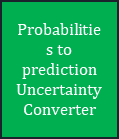 Probabilitie
s to
prediction
Uncertainty
Converter